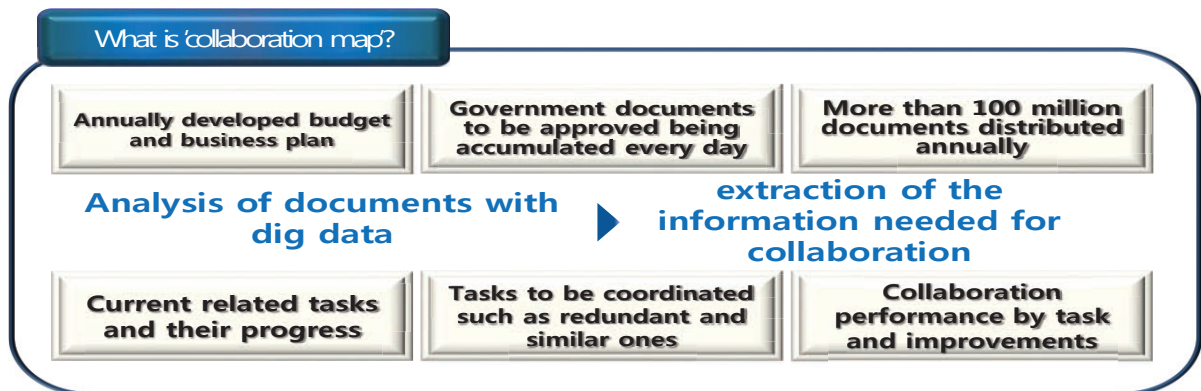 What is 'collaboration map'?
Annually developed budget
and business plan
Government documents
to be approved being
accumulated every day
More than 100 million
documents distributed
annually
Analysis of documents with
dig data
extraction of the
information needed for
collaboration
Current related tasks
and their progress
Tasks to be coordinated
such as redundant and
similar ones
Collaboration
performance by task
and improvements